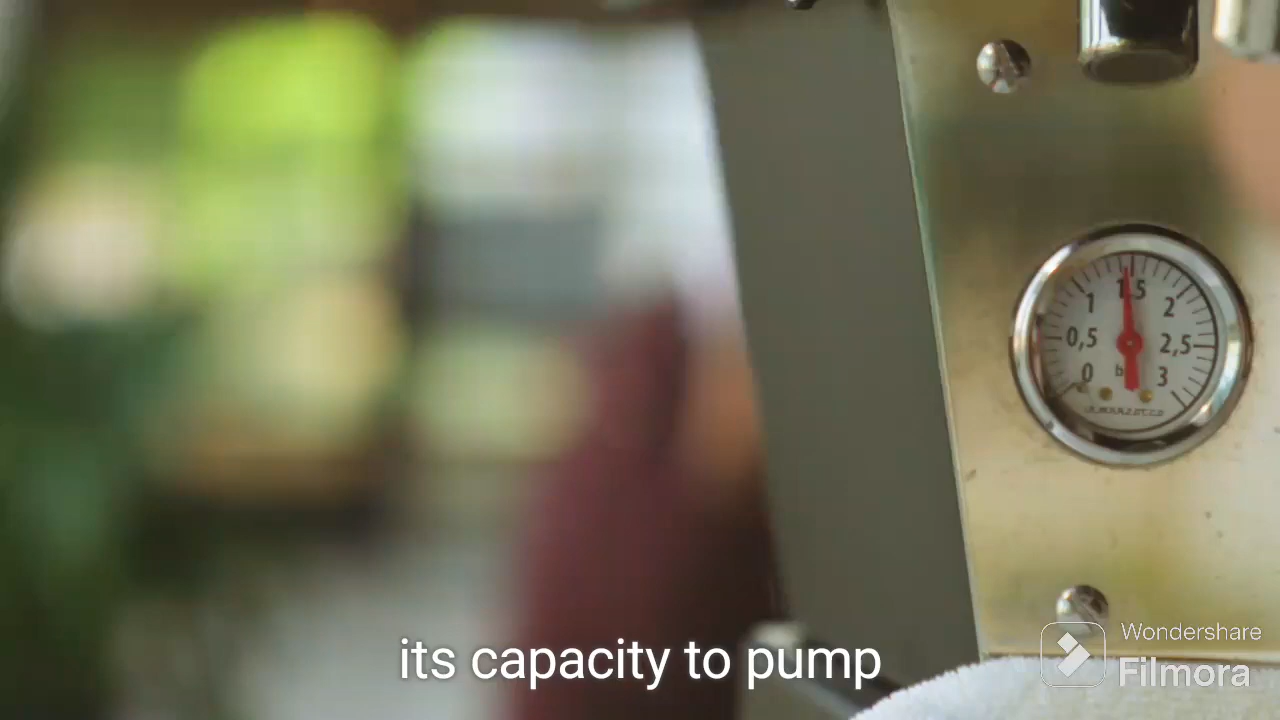 1 1,5 2
0,5 2,5
0 3
its capacity to pump
Wondershare
Filmora